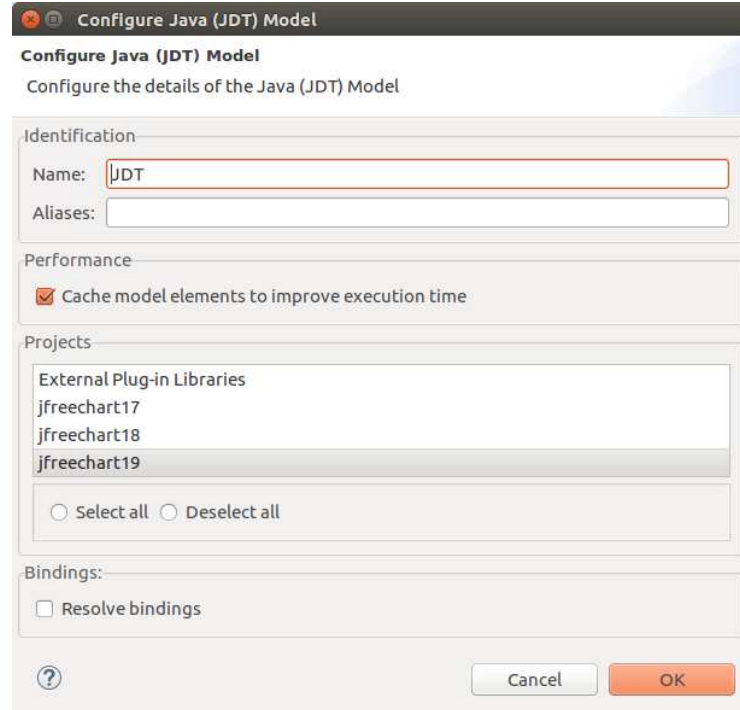 Configure Java (JDT) Model
Configure Java (JDT) Model
Configure the details of the Java (JDT) Model
Identification
Name: JDT
Aliases:
Performance
Cache model elements to improve execution time
Projects
External Plug-in Libraries
jfreechart17
jfreechart18
jfreechart19
Select all Deselect all
Bindings:
Resolve bindings
? Cancel OK